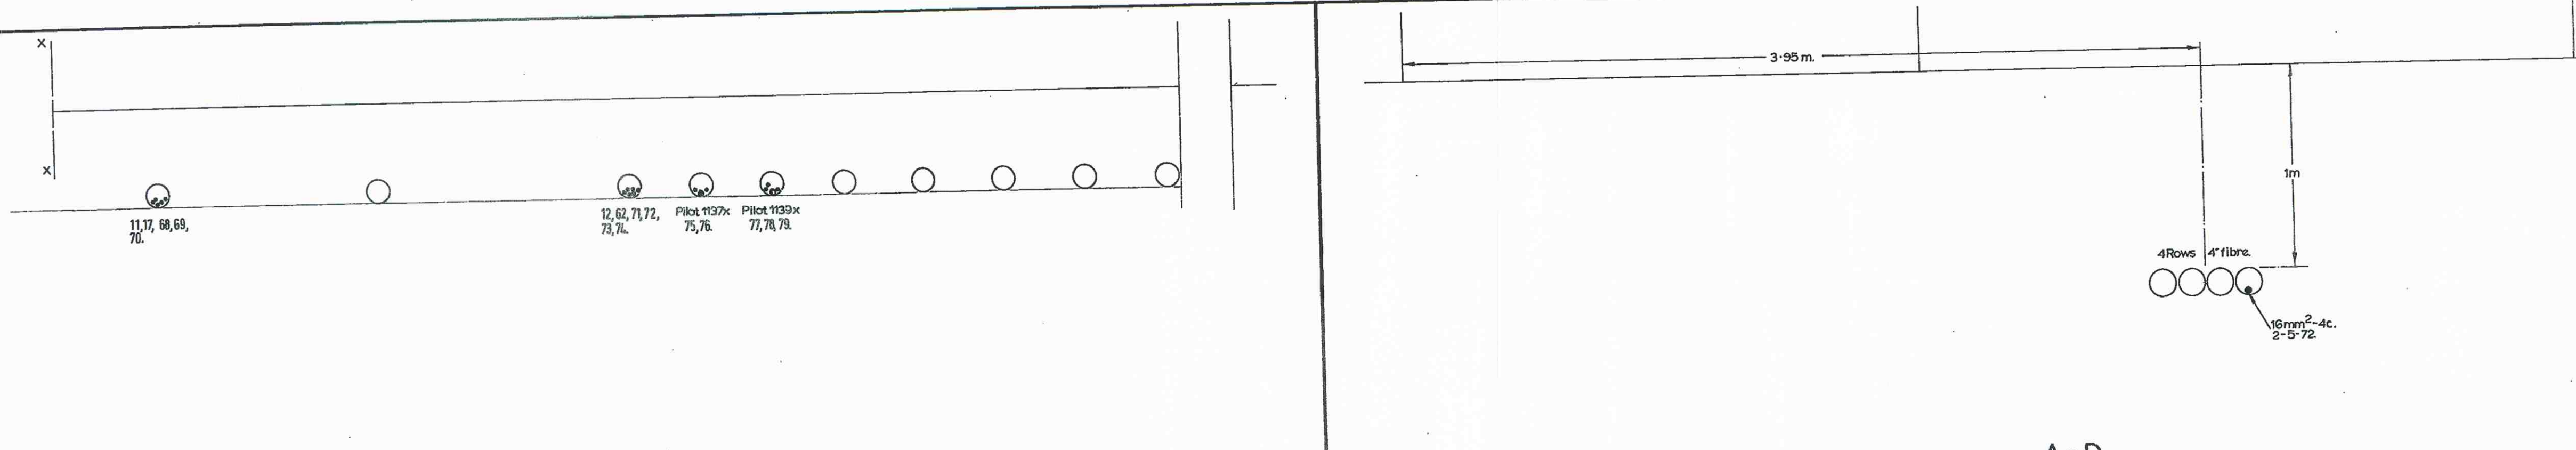 X
X
11,17, 68,69,
70.
12, 62, 71, 72,
73,74.
Pilot 1137x
75,76.
Pilot 1139x
77,78,79.
3·95 m.
1m
4 Rows 4" fibre.
16mm²-4c.
2-5-72.